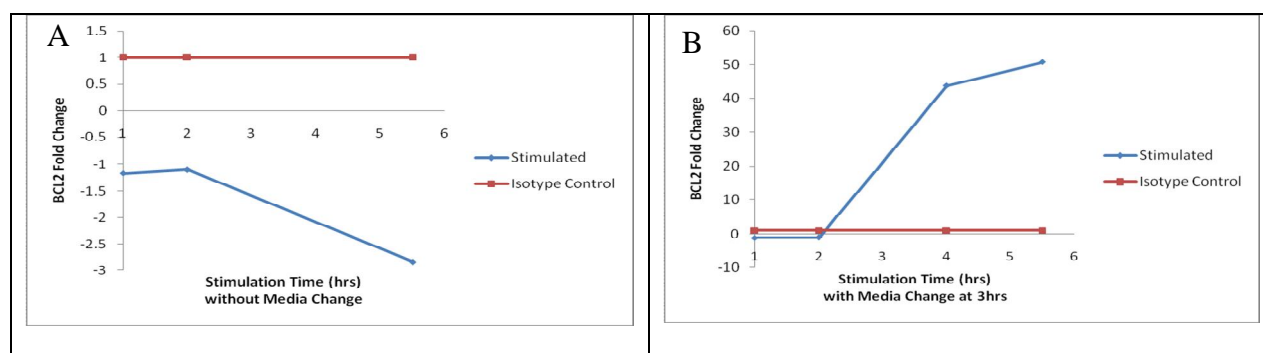 A
1.5
1
0.5
0
-0.5
-1
-1.5
-2
-2.5
-3
1 2 3 4 5 6
BCL2 Fold Change
Stimulation Time (hrs)
without Media Change
Stimulated
Isotype Control
B
60
50
40
30
20
10
0
-10
1 2 3 4 5 6
BCL2 Fold Change
Stimulation Time (hrs)
with Media Change at 3hrs
Stimulated
Isotype Control